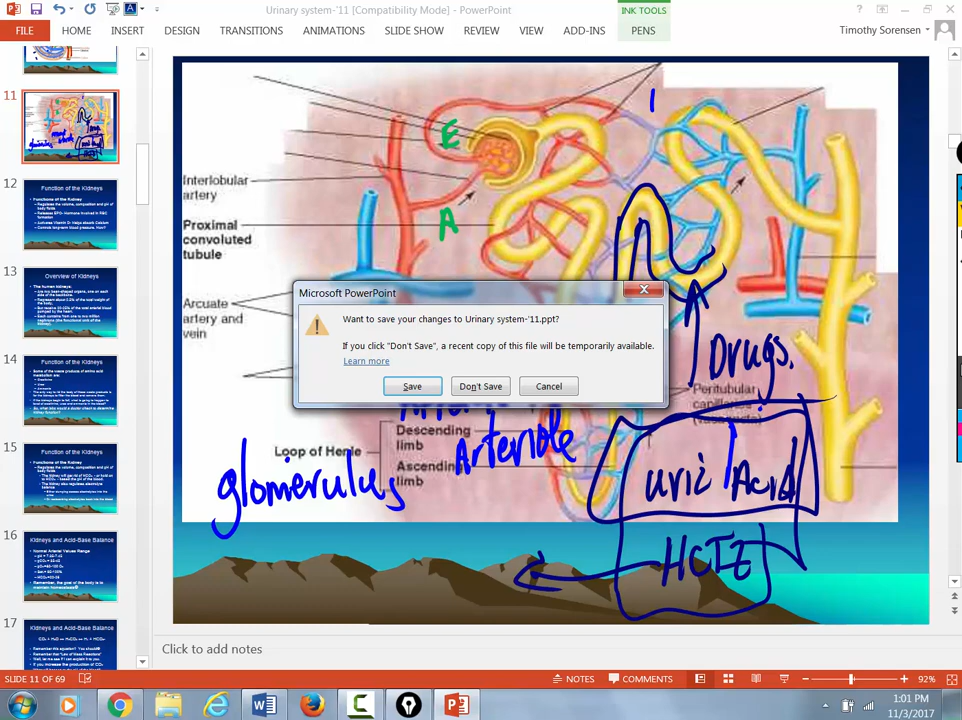 Urinary system-'11 [Compatibility Mode] - PowerPoint
INK TOOLS
FILE HOME INSERT DESIGN TRANSITIONS ANIMATIONS SLIDE SHOW REVIEW VIEW ADD-INS PENS
Timothy Sorensen
11
12
Function of the Kidneys
13
Overview of Kidneys
14
Function of the Kidneys
15
Function of the Kidneys
16
Kidneys and Acid-Base Balance
17
Kidneys and Acid-Base Balance
E
1
Interlobular
artery
A
Proximal
convoluted
tubule
Arcuate
artery and
vein
Microsoft PowerPoint
Want to save your changes to Urinary system-'11.ppt?
If you click "Don't Save", a recent copy of this file will be temporarily available.
Learn more
Save Don't Save Cancel
Drugs.
Peritubular
Descending
limb
Loop of Henle
Ascending
limb
Arteriole
glomerulus
uric Acid
HCTZ
Click to add notes
SLIDE 11 OF 69 NOTES COMMENTS 92%
1:01 PM
11/3/2017